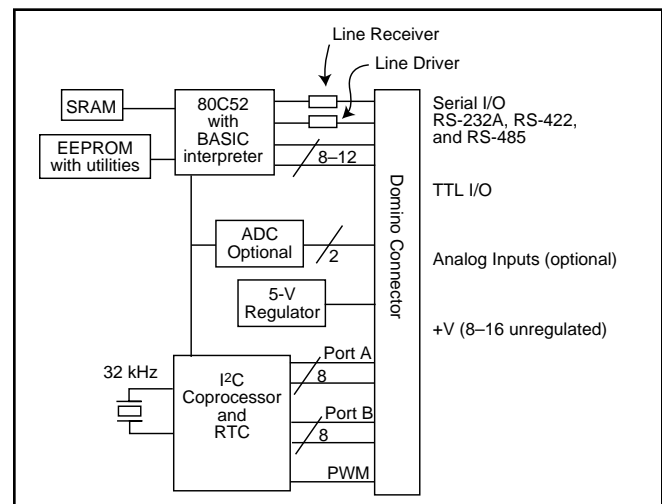 Line Receiver
Line Driver
SRAM
80C52
with
BASIC
interpreter
EEPROM
with utilities
8–12
Serial I/O
RS-232A, RS-422,
and RS-485
TTL I/O
Domino Connector
ADC
Optional
2
Analog Inputs (optional)
5-V
Regulator
+V (8–16 unregulated)
32 kHz
I²C
Coprocessor
and
RTC
Port A
8
Port B
8
PWM